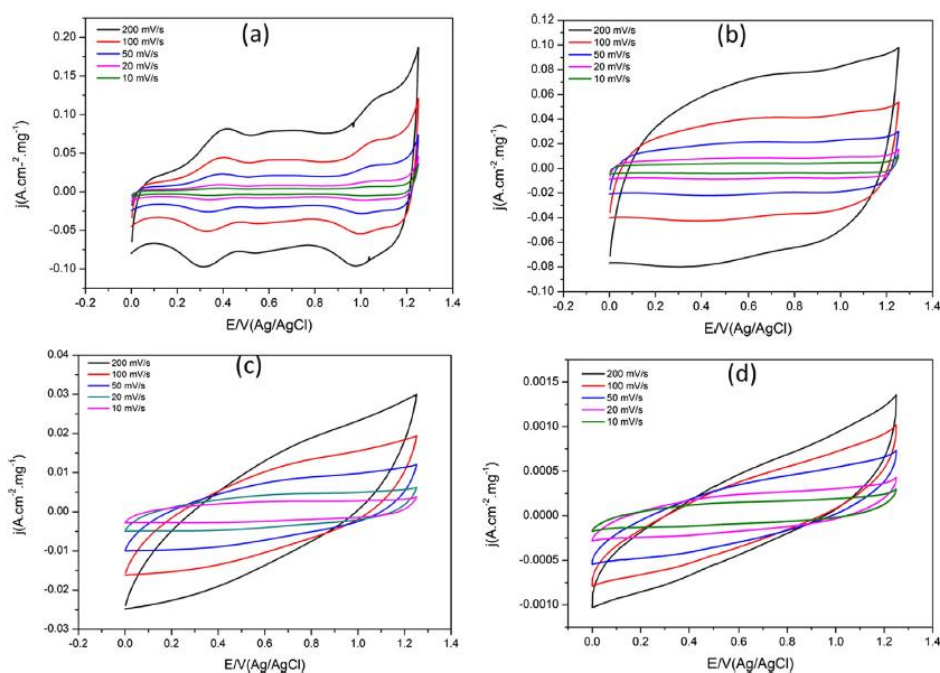 (a)
200 mV/s
100 mV/s
50 mV/s
20 mV/s
10 mV/s
j(A.cm-².mg⁻¹)
0.20
0.15
0.10
0.05
0.00
-0.05
-0.10
-0.2 0.0 0.2 0.4 0.6 0.8 1.0 1.2 1.4
E/V(Ag/AgCl)
(b)
200 mV/s
100 mV/s
50 mV/s
20 mV/s
10 mV/s
j(A.cm⁻².mg⁻¹)
0.12
0.10
0.08
0.06
0.04
0.02
0.00
-0.02
-0.04
-0.06
-0.08
-0.10
-0.2 0.0 0.2 0.4 0.6 0.8 1.0 1.2 1.4
E/V(Ag/AgCl)
(c)
200 mV/s
100 mV/s
50 mV/s
20 mV/s
10 mV/s
j(A.cm⁻².mg⁻¹)
0.04
0.03
0.02
0.01
0.00
-0.01
-0.02
-0.03
-0.2 0.0 0.2 0.4 0.6 0.8 1.0 1.2 1.4
E/V(Ag/AgCl)
(d)
200 mV/s
100 mV/s
50 mV/s
20 mV/s
10 mV/s
j(A.cm⁻².mg⁻¹)
0.0015
0.0010
0.0005
0.0000
-0.0005
-0.0010
0.0 0.2 0.4 0.6 0.8 1.0 1.2 1.4
E/V(Ag/AgCl)